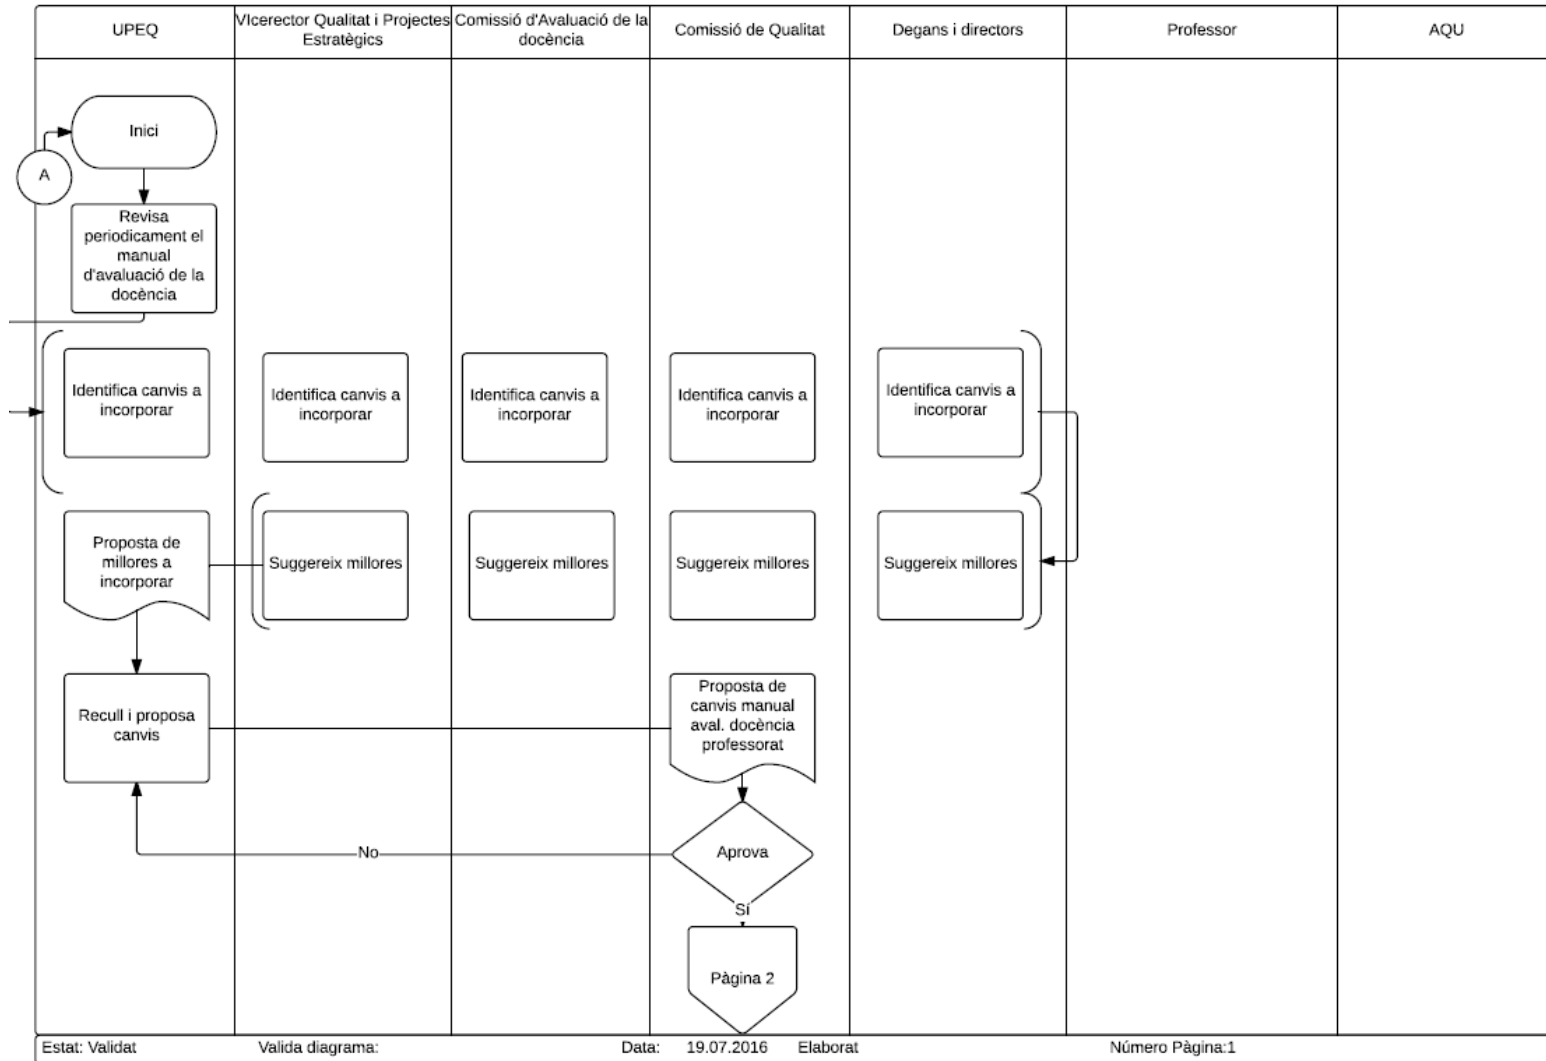 UPEQ
VIcerector Qualitat i Projectes
Estratègics
Comissió d'Avaluació de la
docència
Comissió de Qualitat
Degans i directors
Professor
AQU
Inici
A
Revisa
periodicament el
manual
d'avaluació de la
docència
Identifica canvis a
incorporar
Identifica canvis a
incorporar
Identifica canvis a
incorporar
Identifica canvis a
incorporar
Identifica canvis a
incorporar
Proposta de
millores a
incorporar
Suggereix millores
Suggereix millores
Suggereix millores
Suggereix millores
Recull i proposa
canvis
Proposta de
canvis manual
aval. docència
professorat
Aprova
No
Sí
Pàgina 2
Estat: Validat
Valida diagrama:
Data: 19.07.2016
Elaborat
Número Pàgina:1